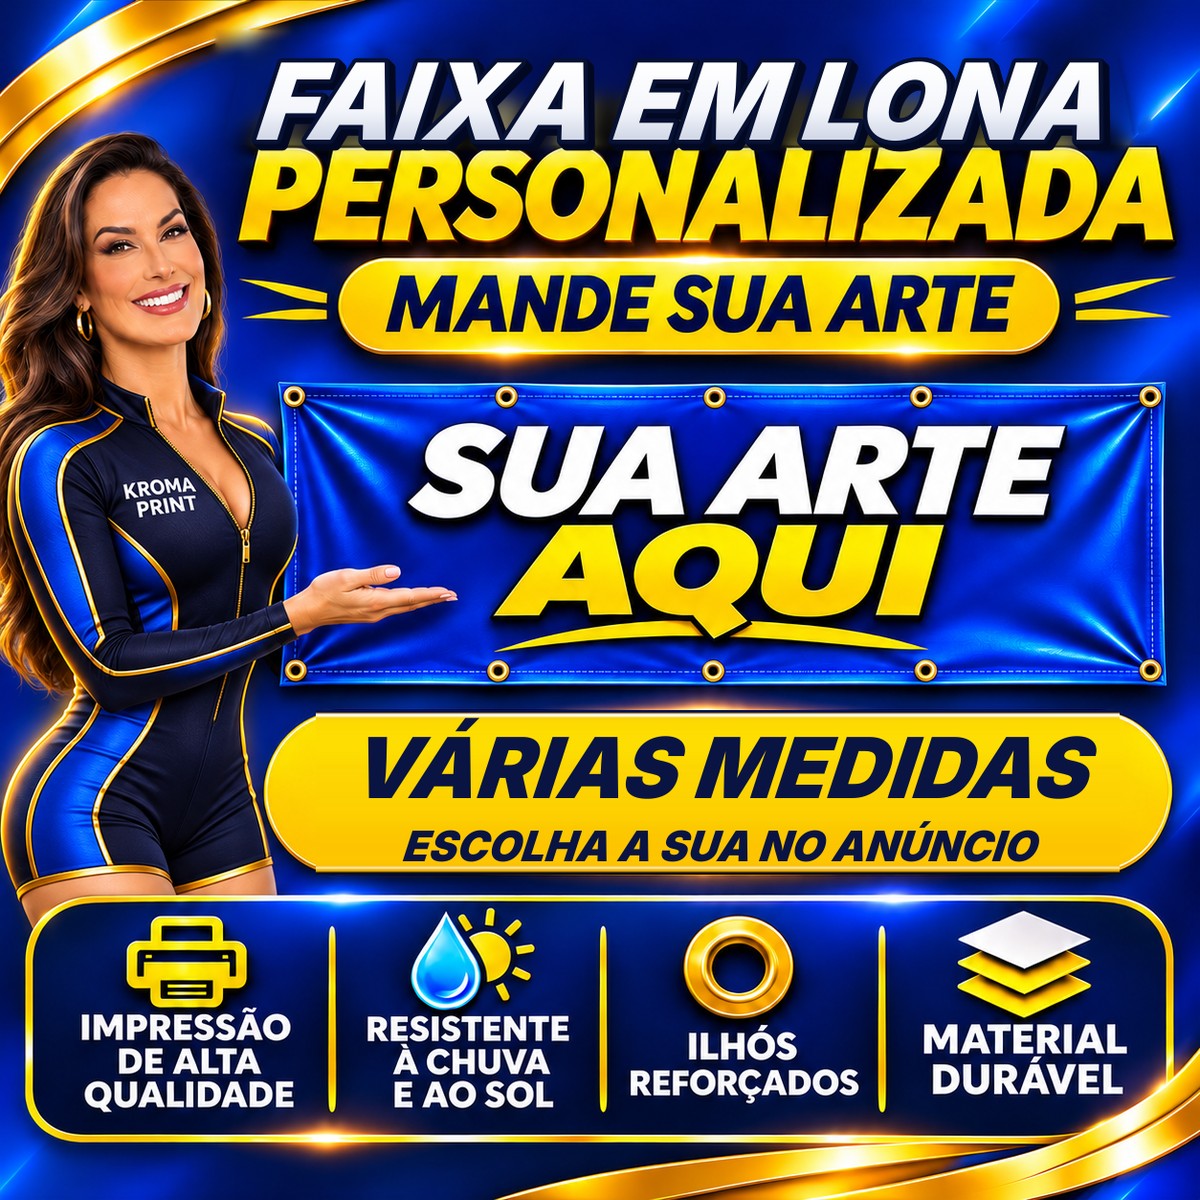 FAIXA EM LONA
PERSONALIZADA
MANDE SUA ARTE
KROMA
PRINT
SUA ARTE
AQUI
VÁRIAS MEDIDAS
ESCOLHA A SUA NO ANÚNCIO
IMPRESSÃO
DE ALTA
QUALIDADE
RESISTENTE
À CHUVA
E AO SOL
ILHÓS
REFORÇADOS
MATERIAL
DURÁVEL